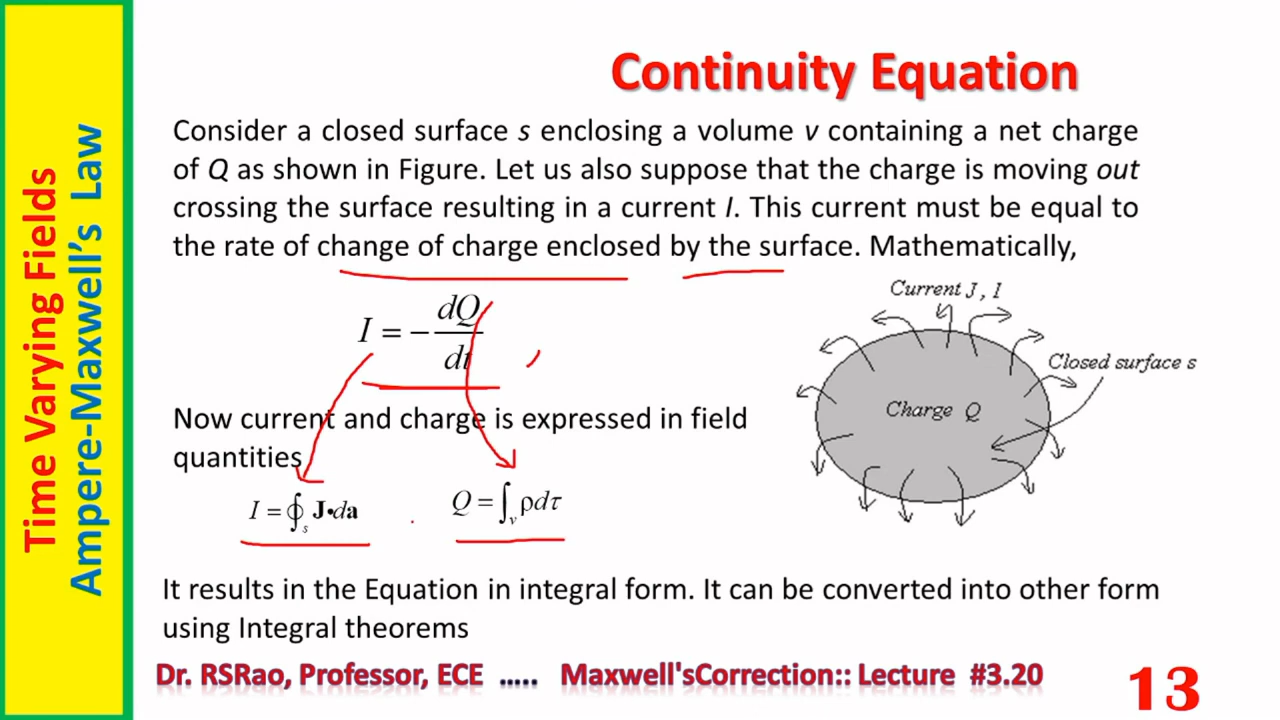 Time Varying Fields
Ampere-Maxwell's Law
Continuity Equation
Consider a closed surface s enclosing a volume v containing a net charge
of Q as shown in Figure. Let us also suppose that the charge is moving out
crossing the surface resulting in a current I. This current must be equal to
the rate of change of charge enclosed by the surface. Mathematically,
I = − dQ/dt
Current J , I
Closed surface s
Charge Q
Now current and charge is expressed in field
quantities
I = ∮s J•da
Q = ∫v ρdτ
It results in the Equation in integral form. It can be converted into other form
using Integral theorems
Dr. RSRao, Professor, ECE ….. Maxwell'sCorrection:: Lecture #3.20
13